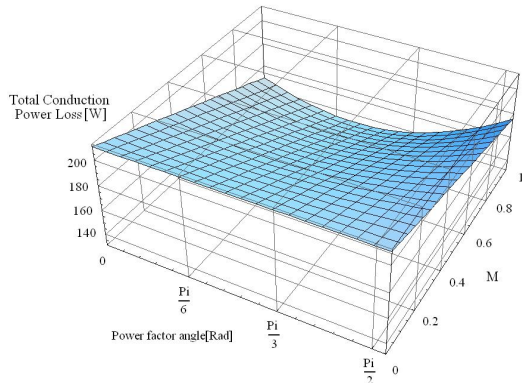 Total Conduction
Power Loss[W]
200
180
160
140
0
Pi
6
Pi
3
Pi
2
Power factor angle[Rad]
0
0.2
0.4
0.6
0.8
1
M